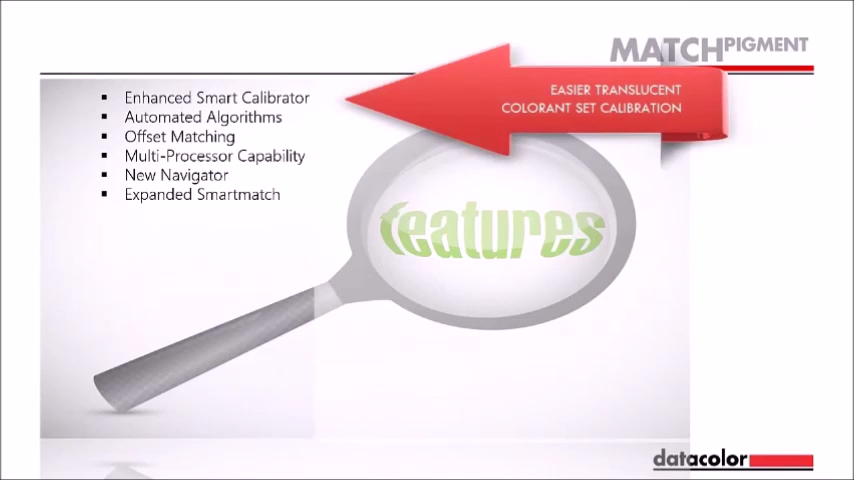 MATCHPIGMENT
EASIER TRANSLUCENT
COLORANT SET CALIBRATION
▪ Enhanced Smart Calibrator
▪ Automated Algorithms
▪ Offset Matching
▪ Multi-Processor Capability
▪ New Navigator
▪ Expanded Smartmatch
features
datacolor